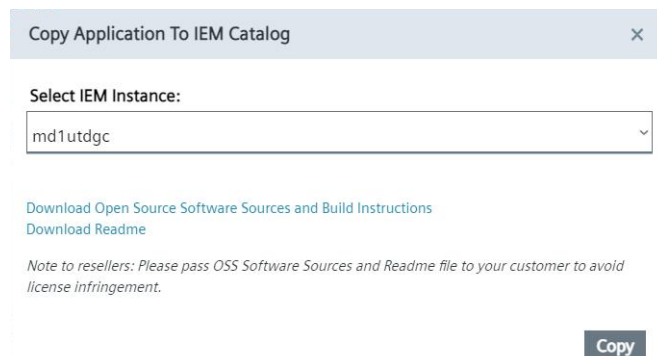 Copy Application To IEM Catalog
Select IEM Instance:
md1utdgc
Download Open Source Software Sources and Build Instructions
Download Readme
Note to resellers: Please pass OSS Software Sources and Readme file to your customer to avoid
license infringement.
Copy